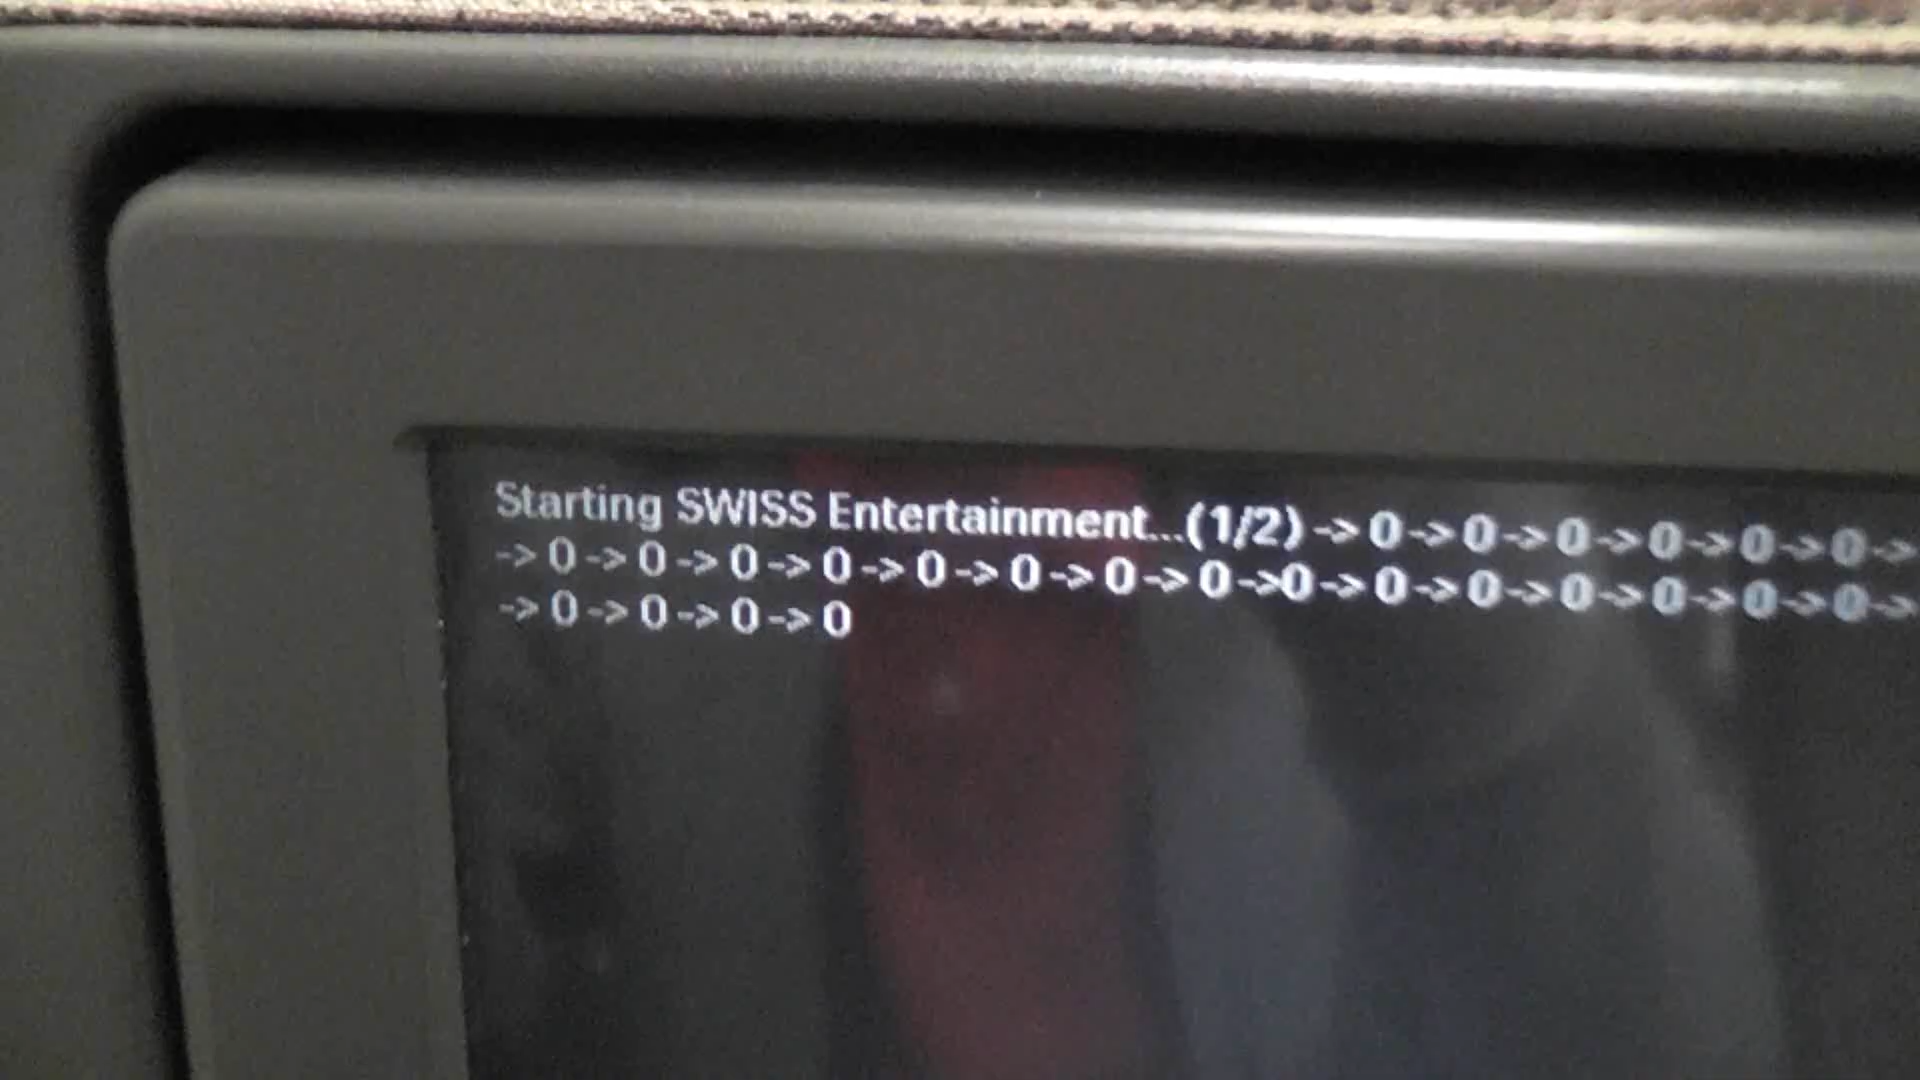 Starting SWISS Entertainment...(1/2) -> 0 -> 0 -> 0 -> 0 -> 0 -> 0 ->
-> 0 -> 0 -> 0 -> 0 -> 0 -> 0 -> 0 -> 0 ->0 -> 0 -> 0 -> 0 -> 0 -> 0 -> 0 ->
-> 0 -> 0 -> 0 -> 0